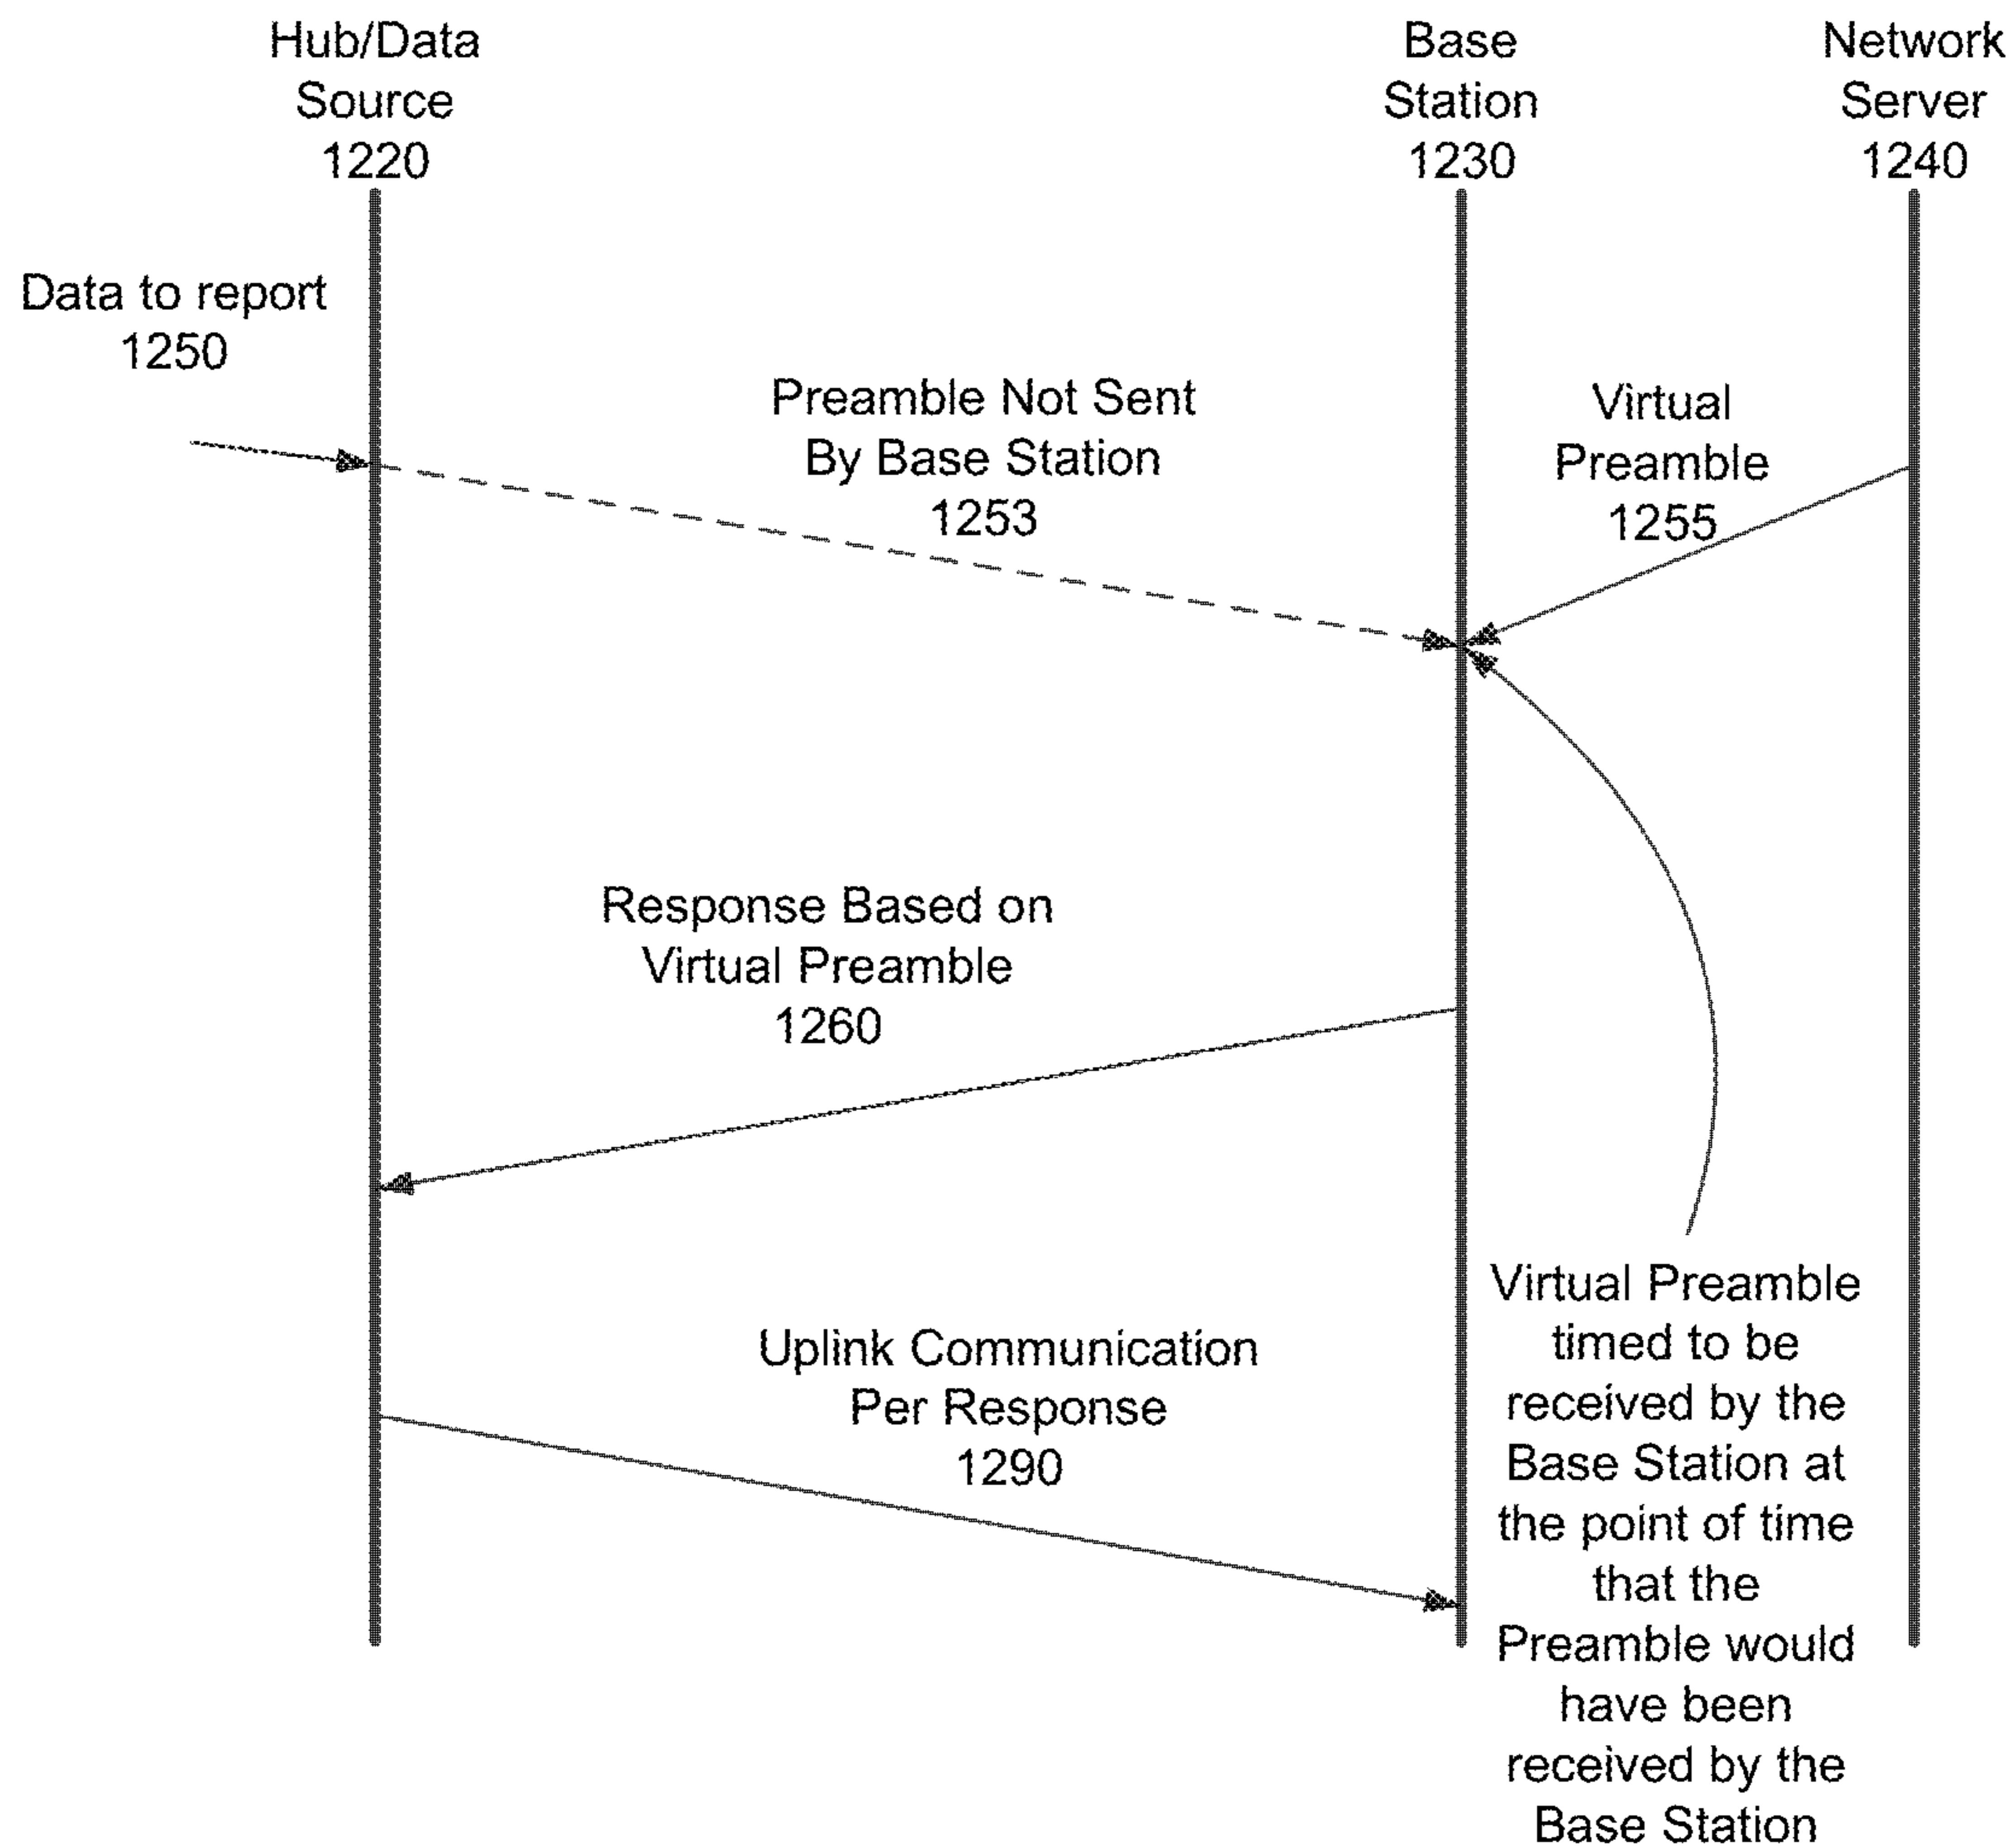 Hub/Data
Source
1220
Base
Station
1230
Network
Server
1240
Data to report
1250
Preamble Not Sent
By Base Station
1253
Virtual
Preamble
1255
Response Based on
Virtual Preamble
1260
Uplink Communication
Per Response
1290
Virtual Preamble
timed to be
received by the
Base Station at
the point of time
that the
Preamble would
have been
received by the
Base Station